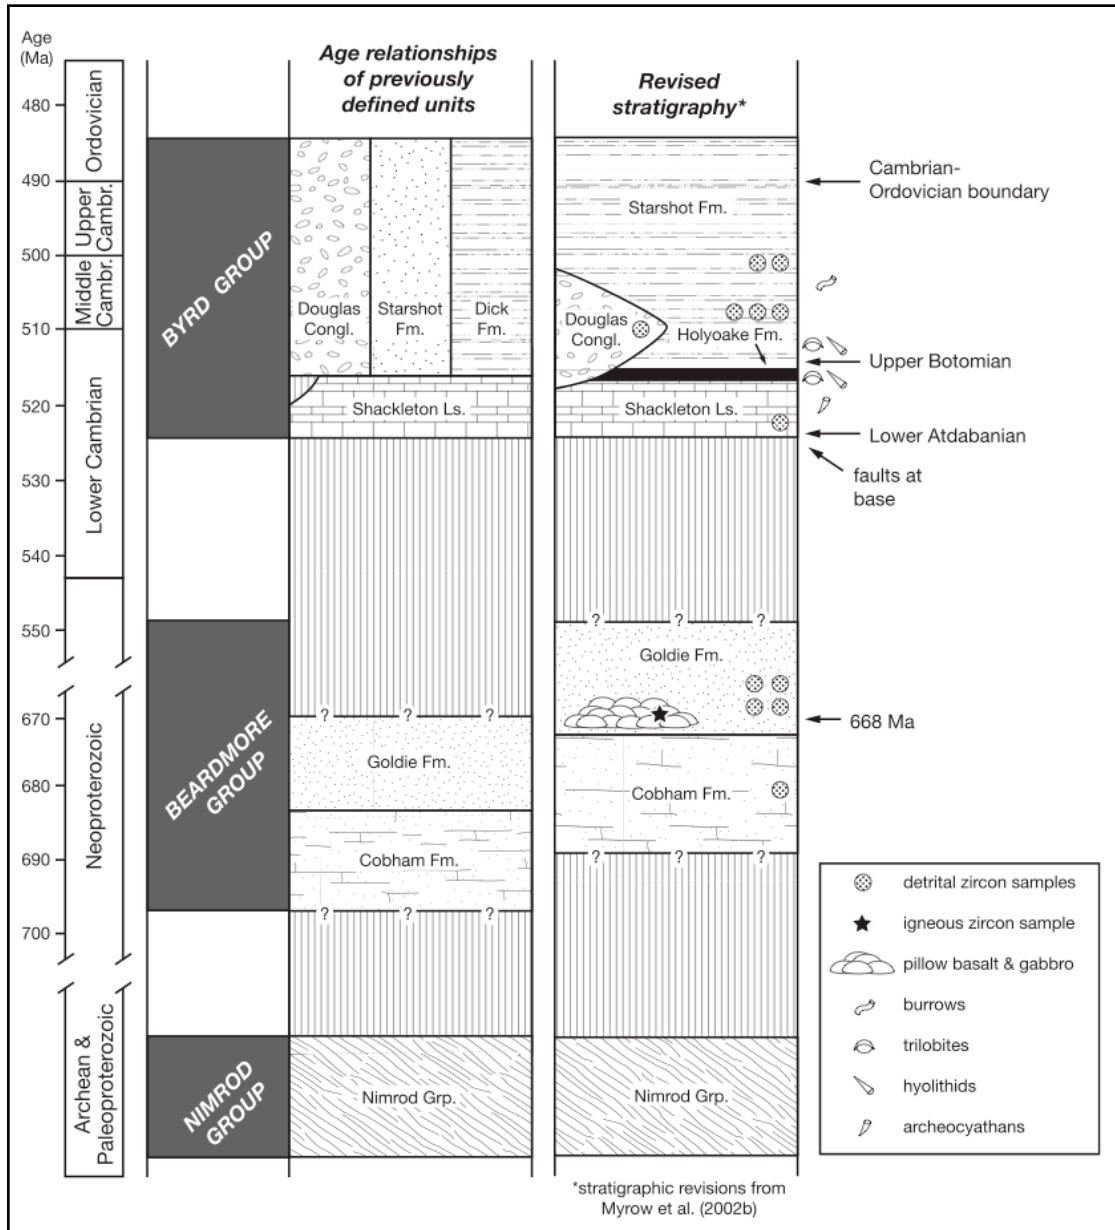 Age
(Ma)
480
490
500
510
520
530
540
550
670
680
690
700
Ordovician
Upper
Cambr.
Middle
Cambr.
Lower Cambrian
Neoproterozoic
Archean &
Paleoproterozoic
BYRD GROUP
BEARDMORE
GROUP
NIMROD
GROUP
Age relationships
of previously
defined units
Douglas
Congl.
Starshot
Fm.
Dick
Fm.
Shackleton Ls.
? ? ?
Goldie Fm.
Cobham Fm.
? ? ?
Nimrod Grp.
Revised
stratigraphy*
Starshot Fm.
Douglas
Congl.
Holyoake Fm.
Shackleton Ls.
? ? ?
Goldie Fm.
Cobham Fm.
? ? ?
Nimrod Grp.
*stratigraphic revisions from
Myrow et al. (2002b)
Cambrian-
Ordovician boundary
Upper Botomian
Lower Atdabanian
faults at
base
668 Ma
detrital zircon samples
igneous zircon sample
pillow basalt & gabbro
burrows
trilobites
hyolithids
archeocyathans